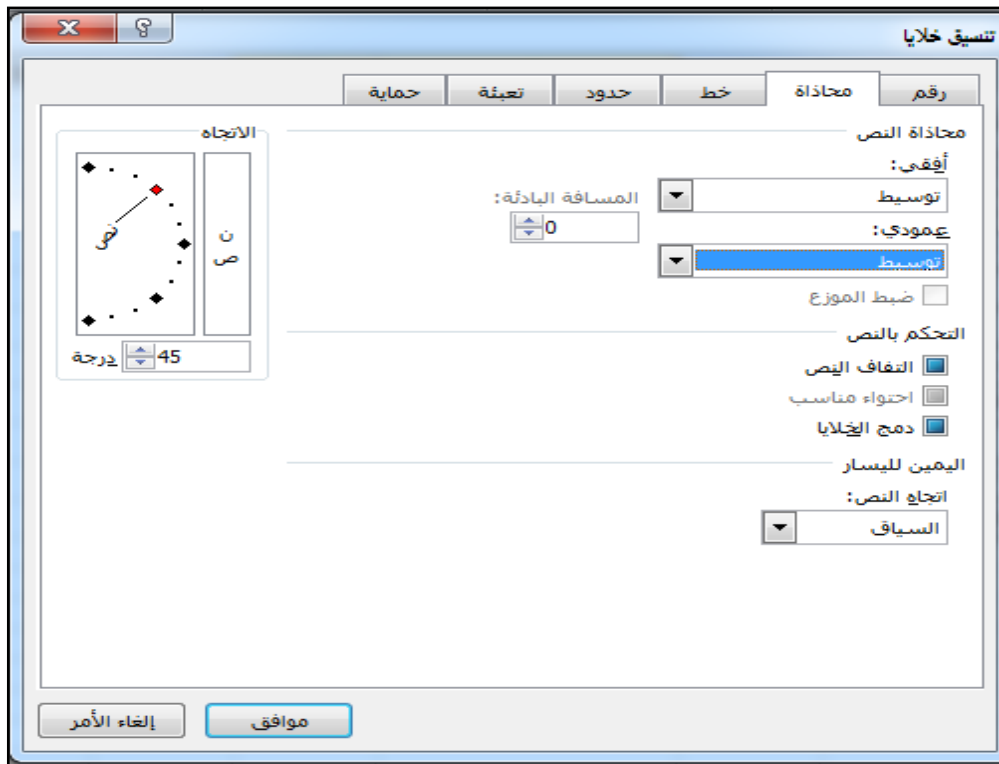 تنسيق خلايا
رقم
محاذاة
خط
حدود
تعبئة
حماية
محاذاة النص
أفقي:
توسيط
المسافة البادئة:
0
عمودي:
توسيط
ضبط الموزع
التحكم بالنص
التفاف النص
احتواء مناسب
دمج الخلايا
اليمين لليسار
اتجاه النص:
السياق
الاتجاه
ن
ص
نص
45 درجة
موافق
إلغاء الأمر